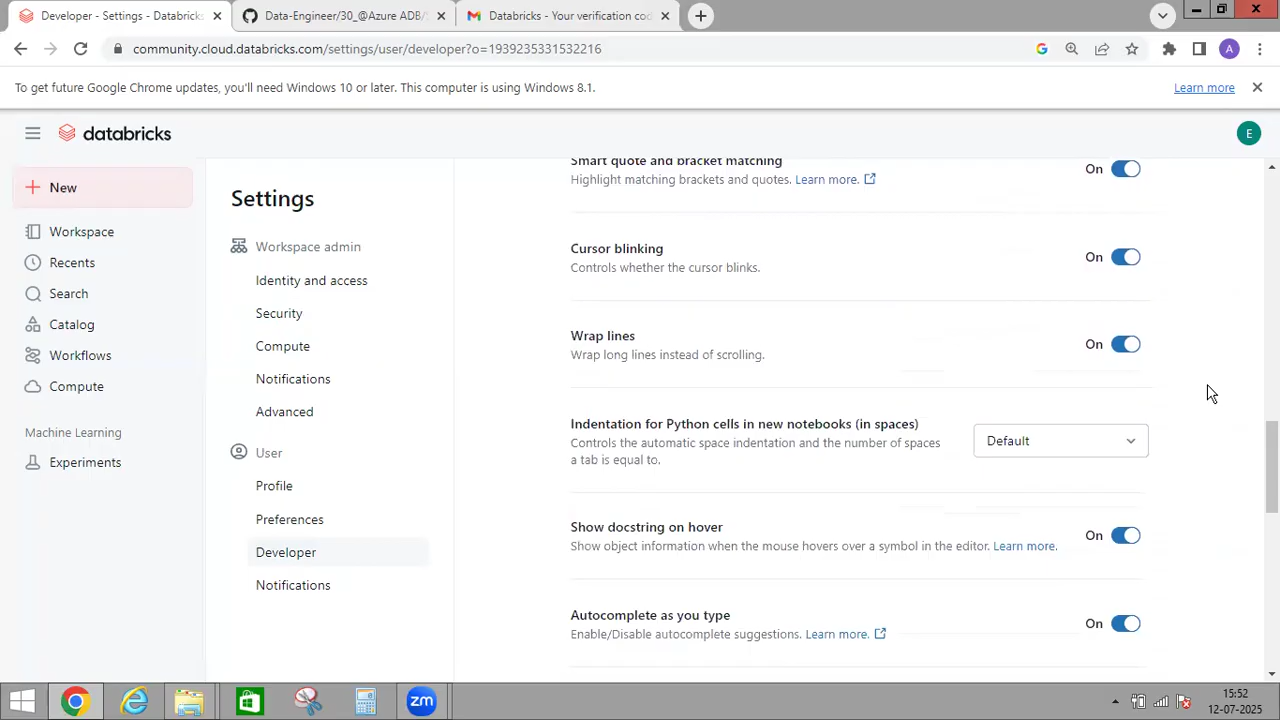 Developer - Settings - Databricks
Data-Engineer/30_@Azure ADB/
Databricks - Your verification cod
community.cloud.databricks.com/settings/user/developer?o=1939235331532216
A
To get future Google Chrome updates, you'll need Windows 10 or later. This computer is using Windows 8.1.
Learn more
databricks
E
New
Workspace
Recents
Search
Catalog
Workflows
Compute
Machine Learning
Experiments
Settings
Workspace admin
Identity and access
Security
Compute
Notifications
Advanced
User
Profile
Preferences
Developer
Notifications
Smart quote and bracket matching
Highlight matching brackets and quotes. Learn more.
On
Cursor blinking
Controls whether the cursor blinks.
On
Wrap lines
Wrap long lines instead of scrolling.
On
Indentation for Python cells in new notebooks (in spaces)
Controls the automatic space indentation and the number of spaces
a tab is equal to.
Default
Show docstring on hover
Show object information when the mouse hovers over a symbol in the editor. Learn more.
On
Autocomplete as you type
Enable/Disable autocomplete suggestions. Learn more.
On
zm
15:52
12-07-2025